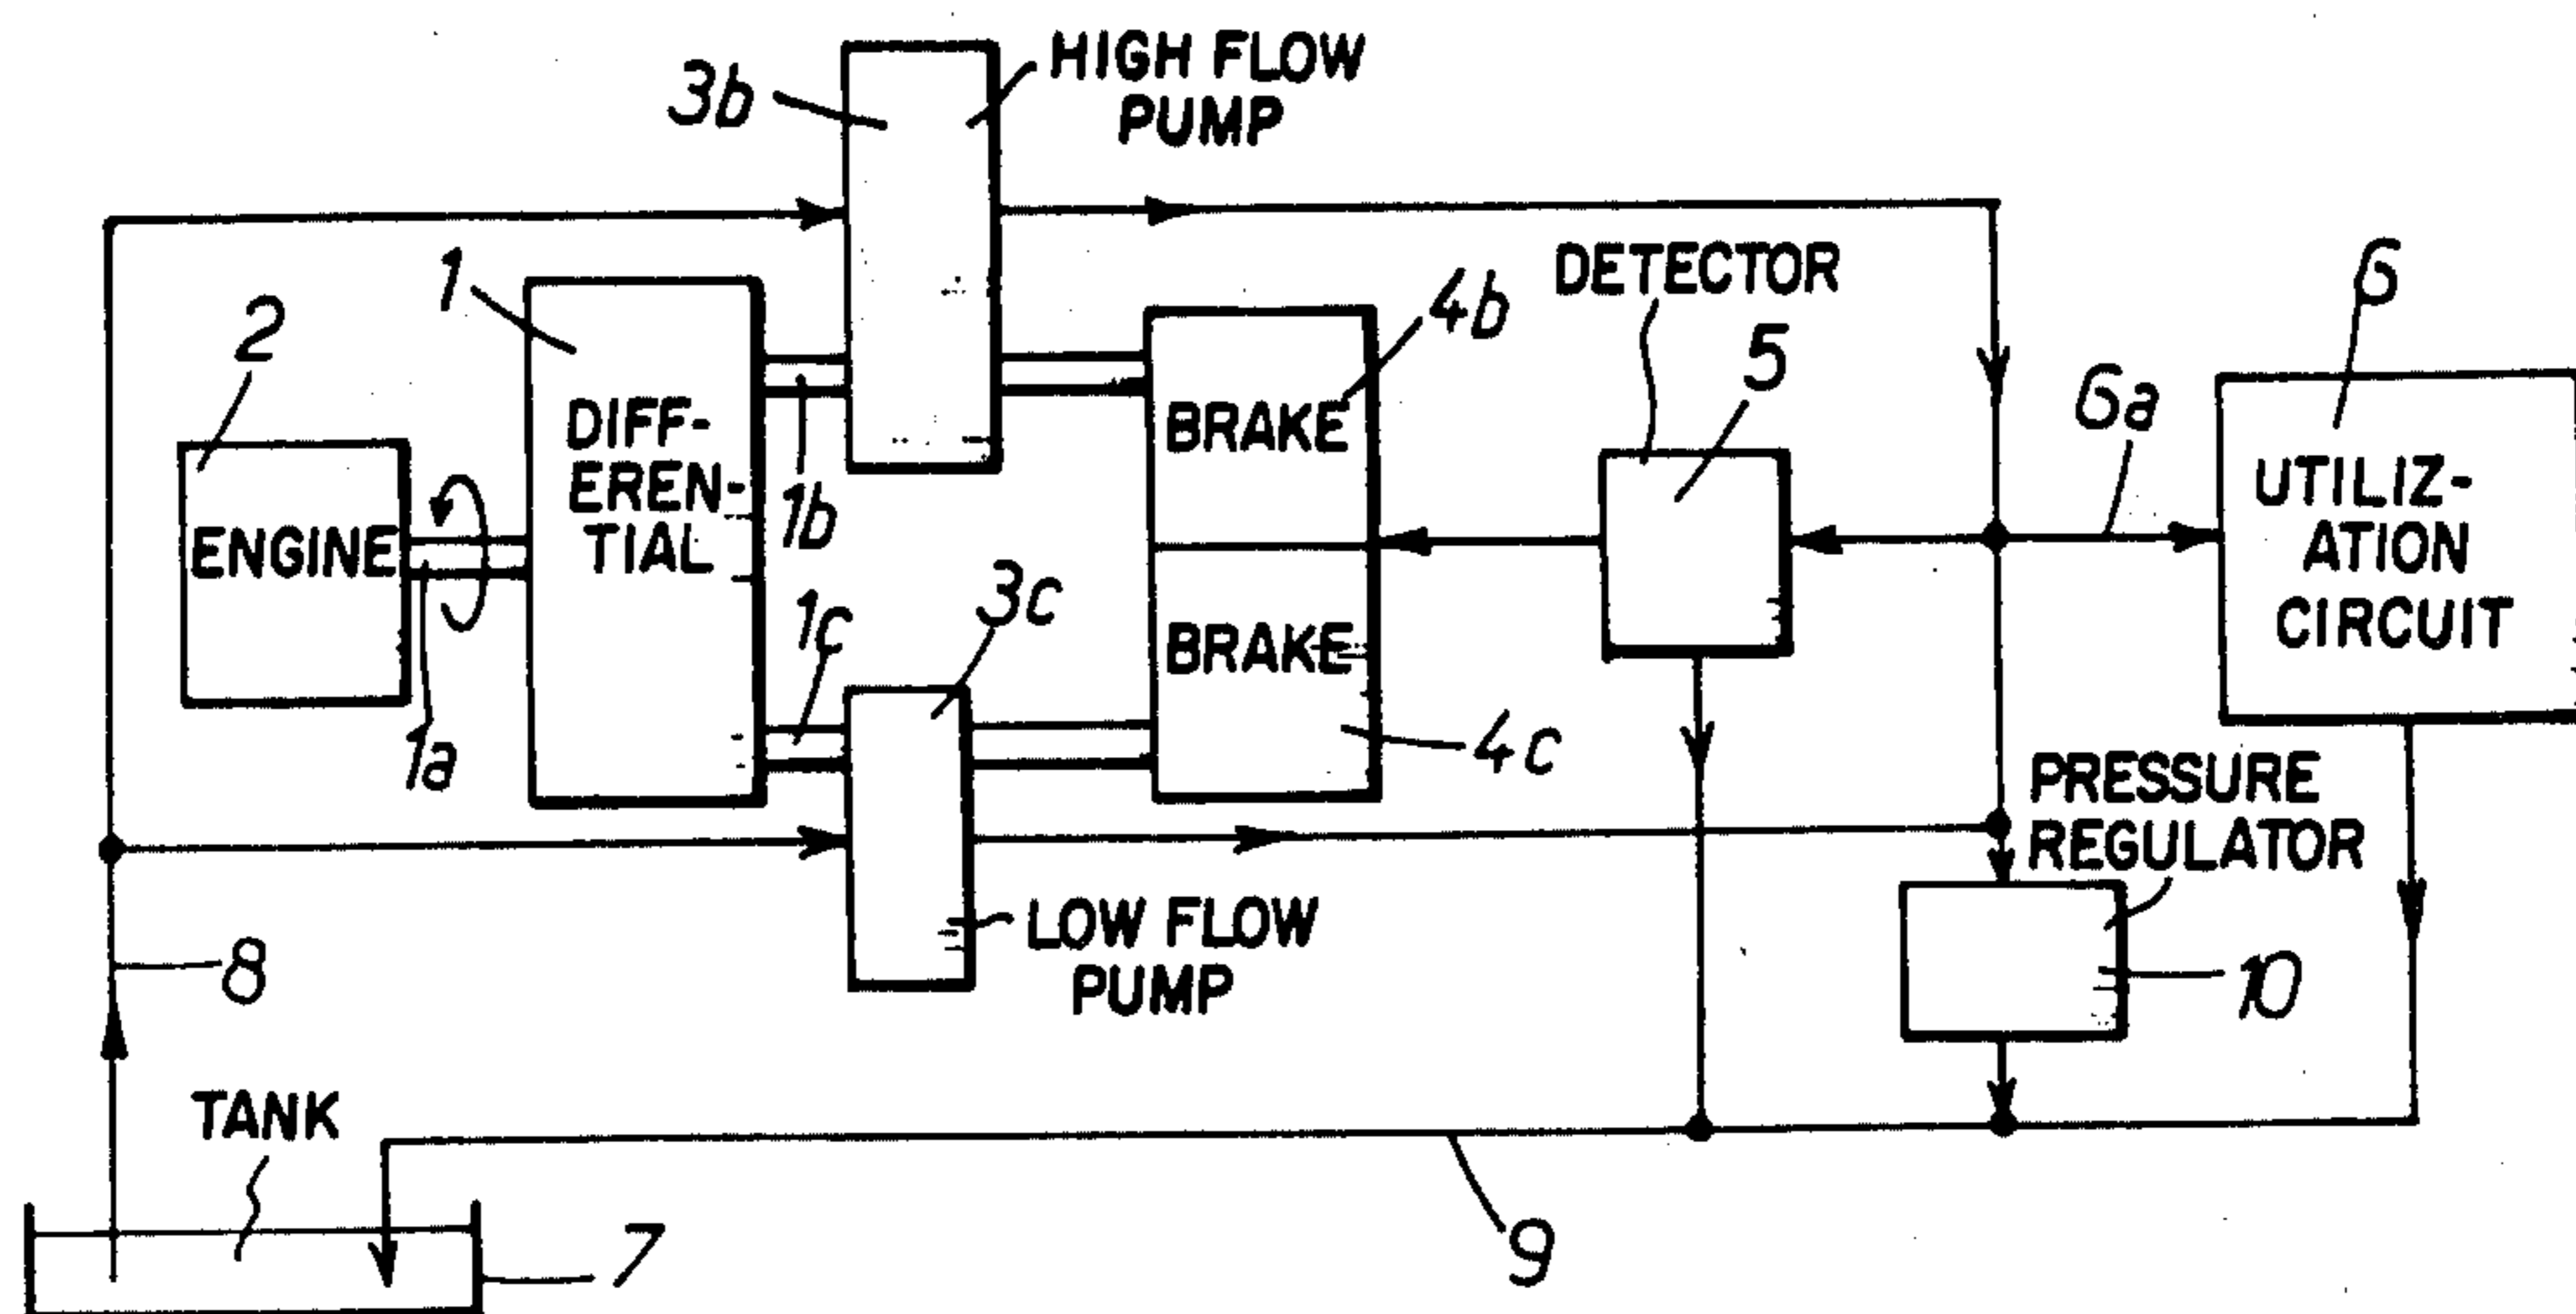 HIGH FLOW
PUMP
3b
DETECTOR
1
4b
6
2
5
6a
DIFF-
EREN-
TIAL
BRAKE
UTILIZ-
ATION
CIRCUIT
ENGINE
1b
1c
3c
BRAKE
1a
4c
PRESSURE
REGULATOR
LOW FLOW
PUMP
8
10
TANK
7
9